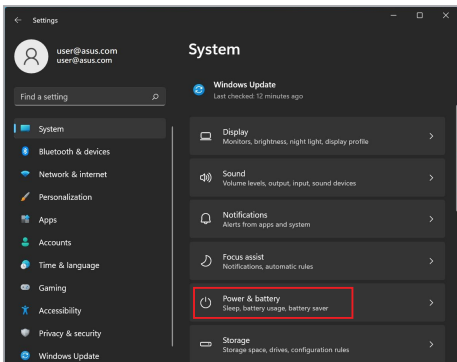 Settings
user@asus.com
user@asus.com
Find a setting
System
Bluetooth & devices
Network & internet
Personalization
Apps
Accounts
Time & language
Gaming
Accessibility
Privacy & security
Windows Update
System
Windows Update
Last checked: 12 minutes ago
Display
Monitors, brightness, night light, display profile
Sound
Volume levels, output, input, sound devices
Notifications
Alerts from apps and system
Focus assist
Notifications, automatic rules
Power & battery
Sleep, battery usage, battery saver
Storage
Storage space, drives, configuration rules